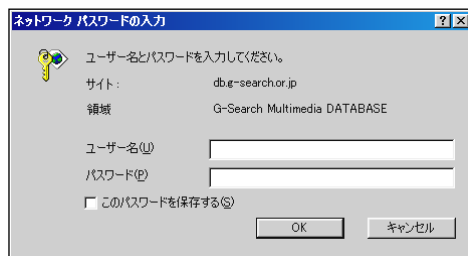 ネットワーク パスワードの入力
ユーザー名とパスワードを入力してください。
サイト: db.g-search.or.jp
領域 G-Search Multimedia DATABASE
ユーザー名(U)
パスワード(P)
このパスワードを保存する(S)
OK キャンセル